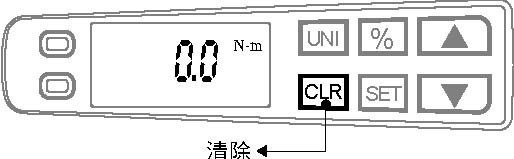 0.0 N-m
UNI %
CLR SET
清除